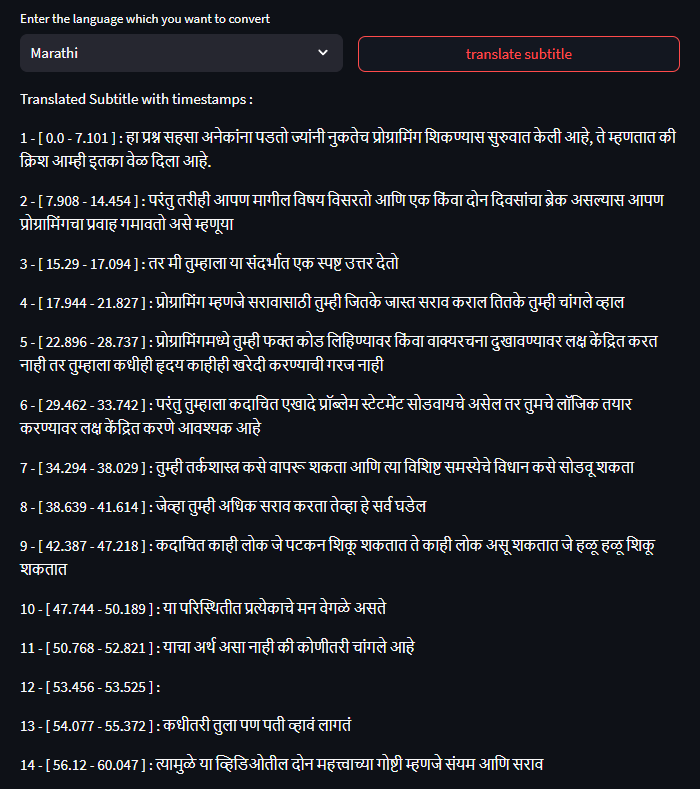 Enter the language which you want to convert
Marathi
translate subtitle
Translated Subtitle with timestamps :
1 - [ 0.0 - 7.101 ] : हा प्रश्न सहसा अनेकांना पडतो ज्यांनी नुकतेच प्रोग्रामिंग शिकण्यास सुरुवात केली आहे, ते म्हणतात की
क्रिश आम्ही इतका वेळ दिला आहे.
2 - [ 7.908 - 14.454 ] : परंतु तरीही आपण मागील विषय विसरतो आणि एक किंवा दोन दिवसांचा ब्रेक असल्यास आपण
प्रोग्रामिंगचा प्रवाह गमावतो असे म्हणूया
3 - [ 15.29 - 17.094 ] : तर मी तुम्हाला या संदर्भात एक स्पष्ट उत्तर देतो
4 - [ 17.944 - 21.827 ] : प्रोग्रामिंग म्हणजे सरावासाठी तुम्ही जितके जास्त सराव कराल तितके तुम्ही चांगले व्हाल
5 - [ 22.896 - 28.737 ] : प्रोग्रामिंगमध्ये तुम्ही फक्त कोड लिहिण्यावर किंवा वाक्यरचना दुखावण्यावर लक्ष केंद्रित करत
नाही तर तुम्हाला कधीही हृदय काहीही खरेदी करण्याची गरज नाही
6 - [ 29.462 - 33.742 ] : परंतु तुम्हाला कदाचित एखादे प्रॉब्लेम स्टेटमेंट सोडवायचे असेल तर तुमचे लॉजिक तयार
करण्यावर लक्ष केंद्रित करणे आवश्यक आहे
7 - [ 34.294 - 38.029 ] : तुम्ही तर्कशास्त्र कसे वापरू शकता आणि त्या विशिष्ट समस्येचे विधान कसे सोडवू शकता
8 - [ 38.639 - 41.614 ] : जेव्हा तुम्ही अधिक सराव करता तेव्हा हे सर्व घडेल
9 - [ 42.387 - 47.218 ] : कदाचित काही लोक जे पटकन शिकू शकतात ते काही लोक असू शकतात जे हळू हळू शिकू
शकतात
10 - [ 47.744 - 50.189 ] : या परिस्थितीत प्रत्येकाचे मन वेगळे असते
11 - [ 50.768 - 52.821 ] : याचा अर्थ असा नाही की कोणीतरी चांगले आहे
12 - [ 53.456 - 53.525 ] :
13 - [ 54.077 - 55.372 ] : कधीतरी तुला पण पती व्हावं लागतं
14 - [ 56.12 - 60.047 ] : त्यामुळे या व्हिडिओतील दोन महत्त्वाच्या गोष्टी म्हणजे संयम आणि सराव